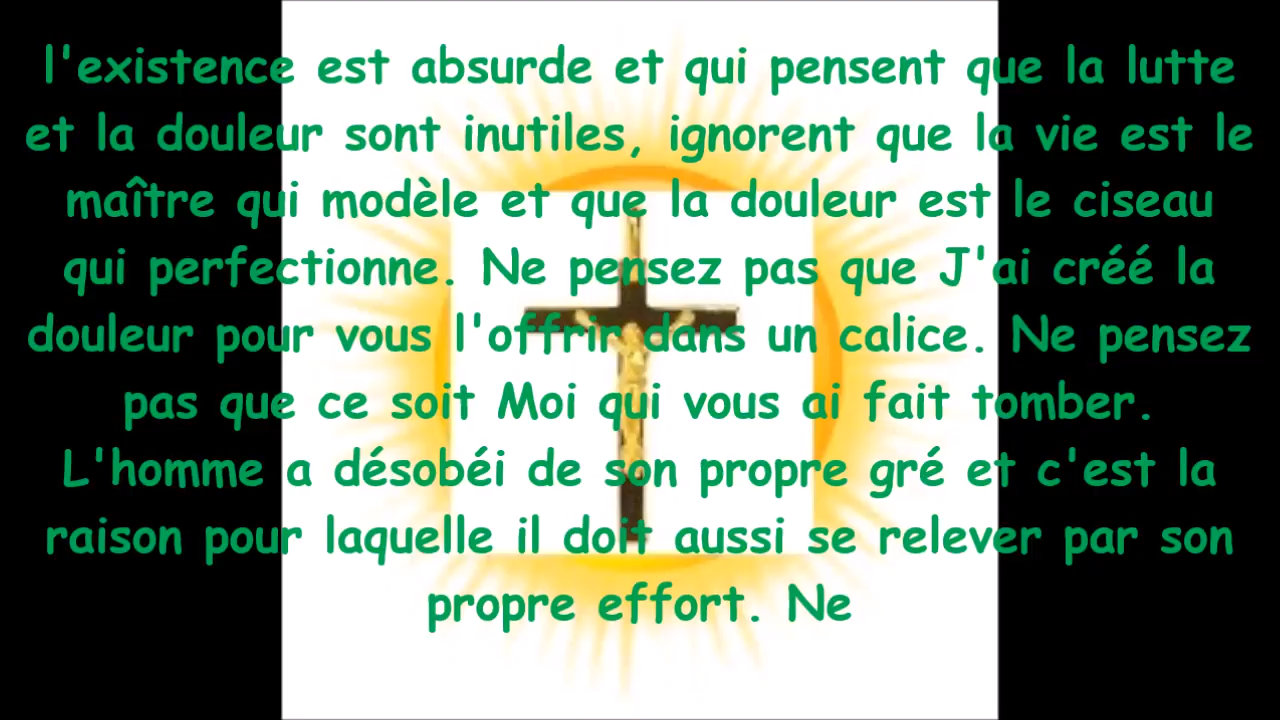 l'existence est absurde et qui pensent que la lutte
et la douleur sont inutiles, ignorent que la vie est le
maître qui modèle et que la douleur est le ciseau
qui perfectionne. Ne pensez pas que J'ai créé la
douleur pour vous l'offrir dans un calice. Ne pensez
pas que ce soit Moi qui vous ai fait tomber.
L'homme a désobéi de son propre gré et c'est la
raison pour laquelle il doit aussi se relever par son
propre effort. Ne